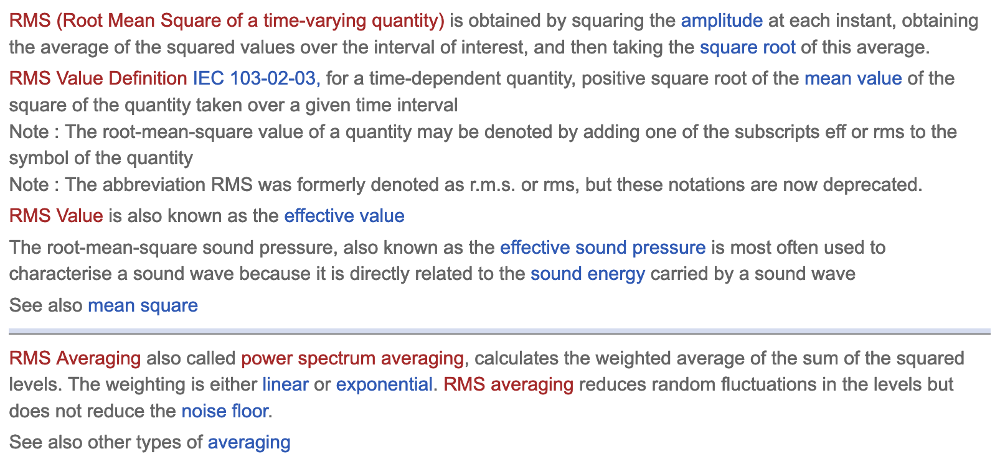 RMS (Root Mean Square of a time-varying quantity) is obtained by squaring the amplitude at each instant, obtaining
the average of the squared values over the interval of interest, and then taking the square root of this average.
RMS Value Definition IEC 103-02-03, for a time-dependent quantity, positive square root of the mean value of the
square of the quantity taken over a given time interval
Note : The root-mean-square value of a quantity may be denoted by adding one of the subscripts eff or rms to the
symbol of the quantity
Note : The abbreviation RMS was formerly denoted as r.m.s. or rms, but these notations are now deprecated.
RMS Value is also known as the effective value
The root-mean-square sound pressure, also known as the effective sound pressure is most often used to
characterise a sound wave because it is directly related to the sound energy carried by a sound wave
See also mean square
RMS Averaging also called power spectrum averaging, calculates the weighted average of the sum of the squared
levels. The weighting is either linear or exponential. RMS averaging reduces random fluctuations in the levels but
does not reduce the noise floor.
See also other types of averaging